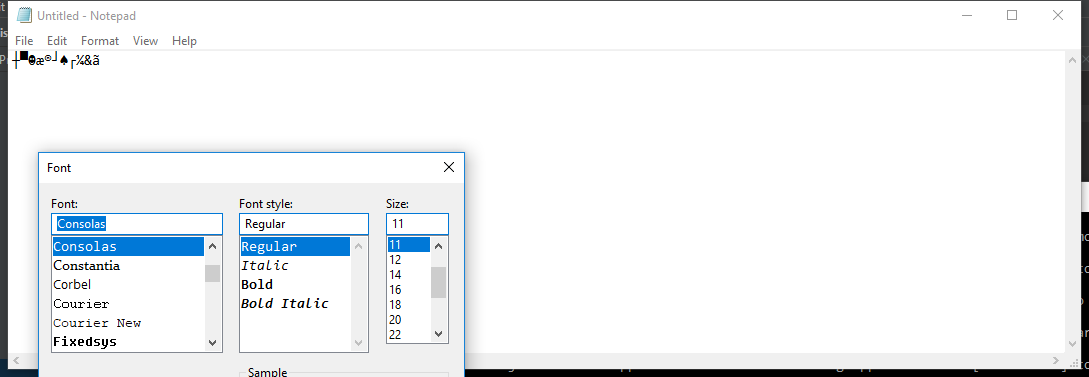 Untitled - Notepad
File Edit Format View Help
┼▀☻æ®┘♠┌¼&ã
Font
Font: Font style: Size:
Consolas Regular 11
Consolas Regular 11
Constantia Italic 12
Corbel Bold 14
Courier Bold Italic 16
Courier New 18
Fixedsys 20
22
Sample